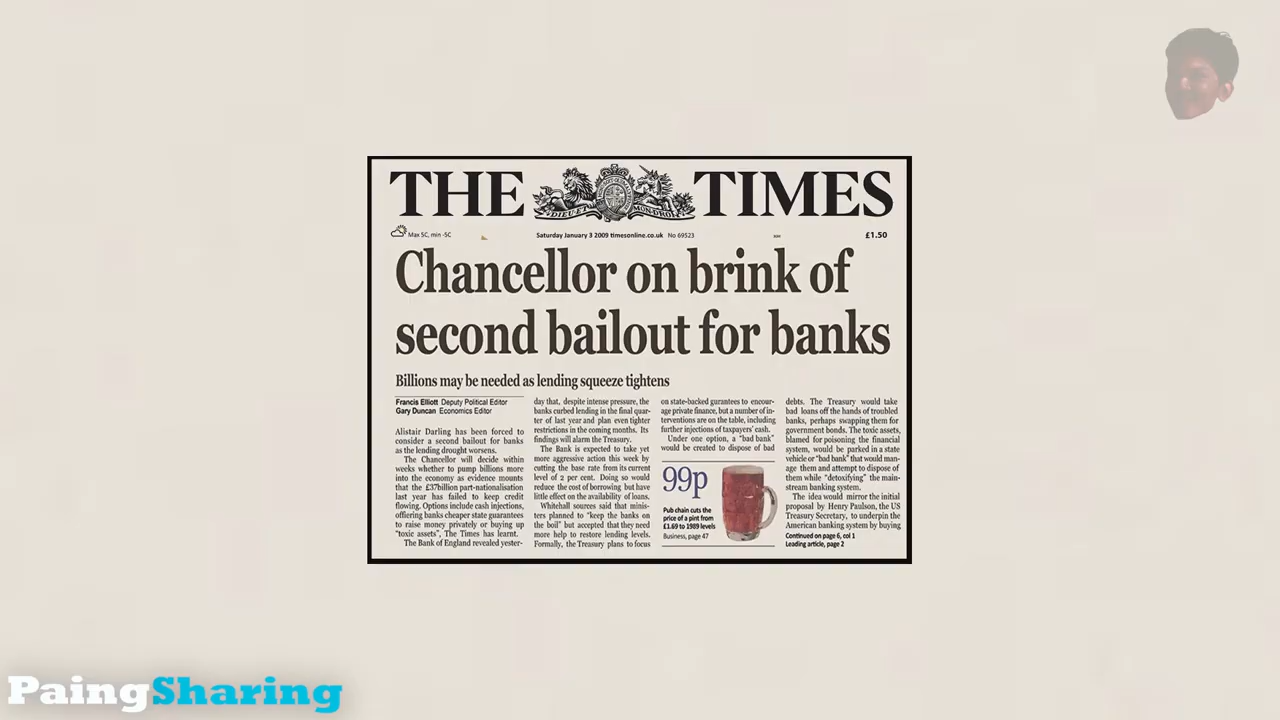 THE TIMES
DIEU ET MON DROI
Max 5C, min -5C
Saturday January 3 2009 timesonline.co.uk No 69523
£1.50
Chancellor on brink of
second bailout for banks
Billions may be needed as lending squeeze tightens
Francis Elliott Deputy Political Editor
Gary Duncan Economics Editor
Alistair Darling has been forced to
consider a second bailout for banks
as the lending drought worsens.
The Chancellor will decide within
weeks whether to pump billions more
into the economy as evidence mounts
that the £37billion part-nationalisation
last year has failed to keep credit
flowing. Options include cash injections,
offering banks cheaper state guarantees
to raise money privately or buying up
"toxic assets", The Times has learnt.
The Bank of England revealed yester-
day that, despite intense pressure, the
banks curbed lending in the final quar-
ter of last year and plan even tighter
restrictions in the coming months. Its
findings will alarm the Treasury.
The Bank is expected to take yet
more aggressive action this week by
cutting the base rate from its current
level of 2 per cent. Doing so would
reduce the cost of borrowing but have
little effect on the availability of loans.
Whitehall sources said that minis-
ters planned to "keep the banks on
the boil" but accepted that they need
more help to restore lending levels.
Formally, the Treasury plans to focus
on state-backed gurantees to encour-
age private finance, but a number of in-
terventions are on the table, including
further injections of taxpayers' cash.
Under one option, a "bad bank"
would be created to dispose of bad
99p
Pub chain cuts the
price of a pint from
£1.69 to 1989 levels
Business, page 47
debts. The Treasury would take
bad loans off the hands of troubled
banks, perhaps swapping them for
government bonds. The toxic assets,
blamed for poisoning the financial
system, would be parked in a state
vehicle or "bad bank" that would man-
age them and attempt to dispose of
them while "detoxifying" the main-
stream banking system.
The idea would mirror the initial
proposal by Henry Paulson, the US
Treasury Secretary, to underpin the
American banking system by buying
Continued on page 6, col 1
Leading article, page 2
PaingSharing